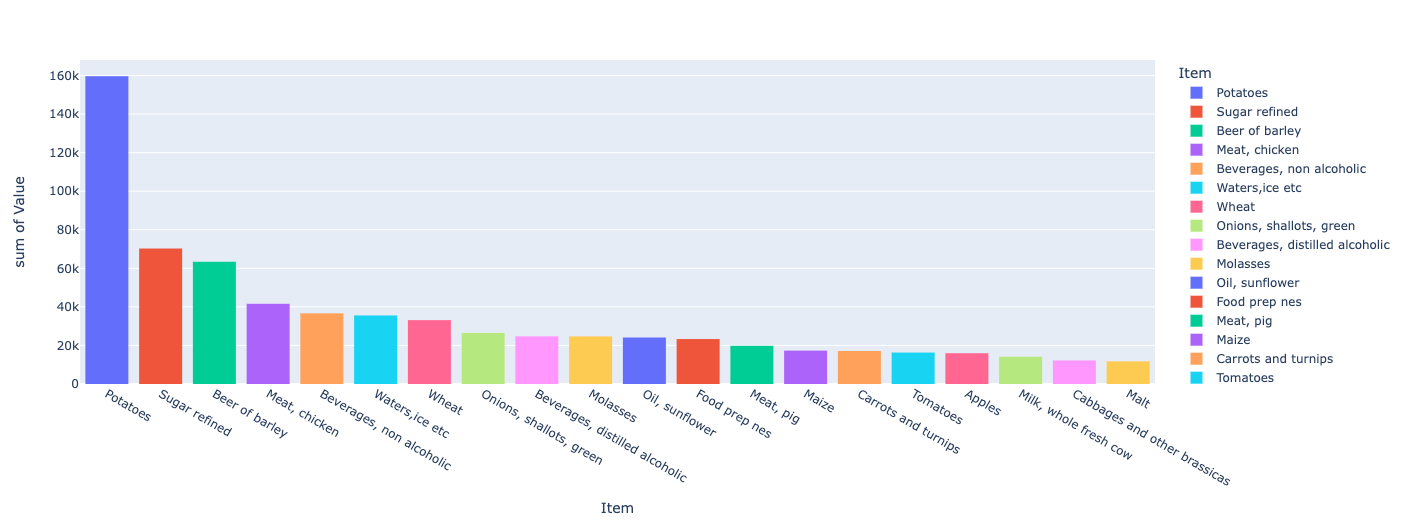 160k
140k
120k
100k
80k
60k
40k
20k
0
sum of Value
Potatoes
Sugar refined
Beer of barley
Meat, chicken
Beverages, non alcoholic
Waters,ice etc
Wheat
Onions, shallots, green
Beverages, distilled alcoholic
Molasses
Oil, sunflower
Food prep nes
Meat, pig
Maize
Carrots and turnips
Tomatoes
Apples
Milk, whole fresh cow
Cabbages and other brassicas
Malt
Item
Item
Potatoes
Sugar refined
Beer of barley
Meat, chicken
Beverages, non alcoholic
Waters,ice etc
Wheat
Onions, shallots, green
Beverages, distilled alcoholic
Molasses
Oil, sunflower
Food prep nes
Meat, pig
Maize
Carrots and turnips
Tomatoes